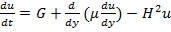 du/dt = G + d/dy (μ du/dy) − H²u